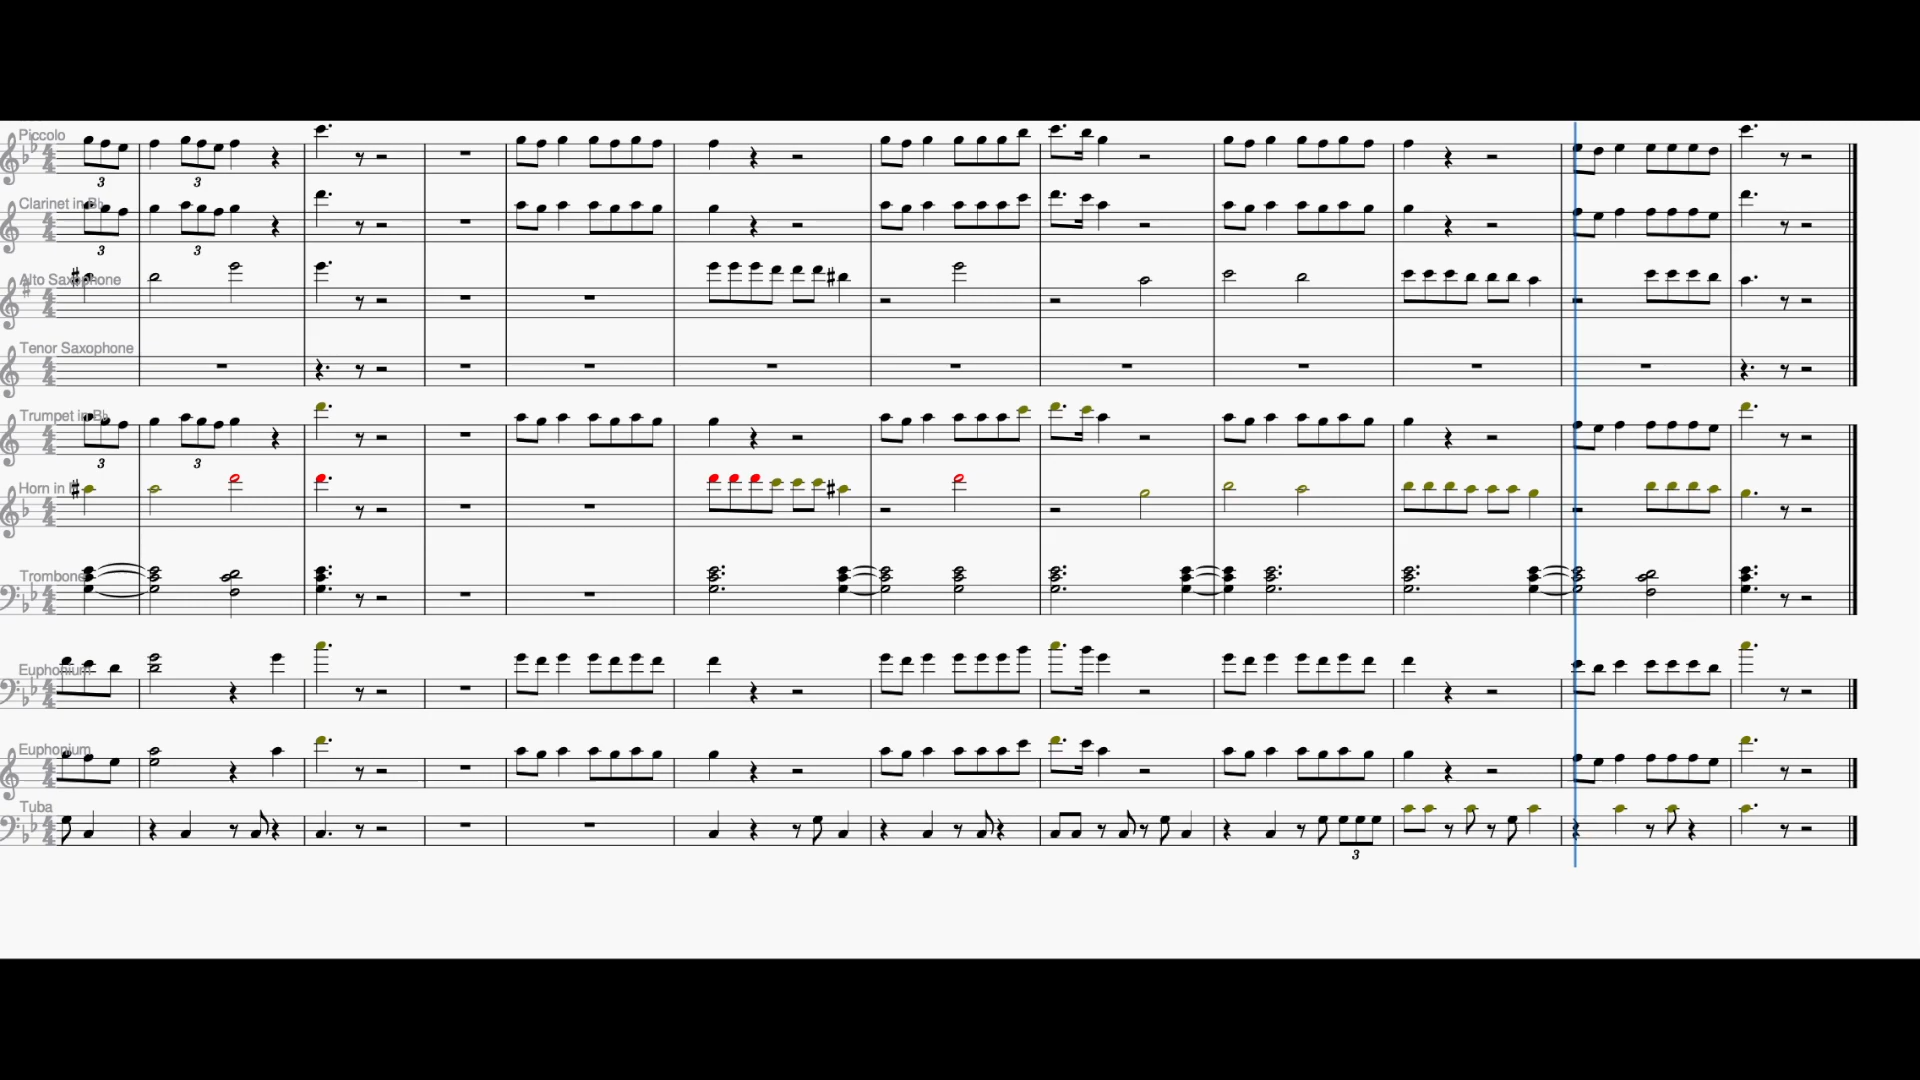 Piccolo
3
3
Clarinet in B♭
3
3
Alto Saxophone
Tenor Saxophone
Trumpet in B♭
3
3
Horn in
Trombone
Euphonium
Euphonium
Tuba
3